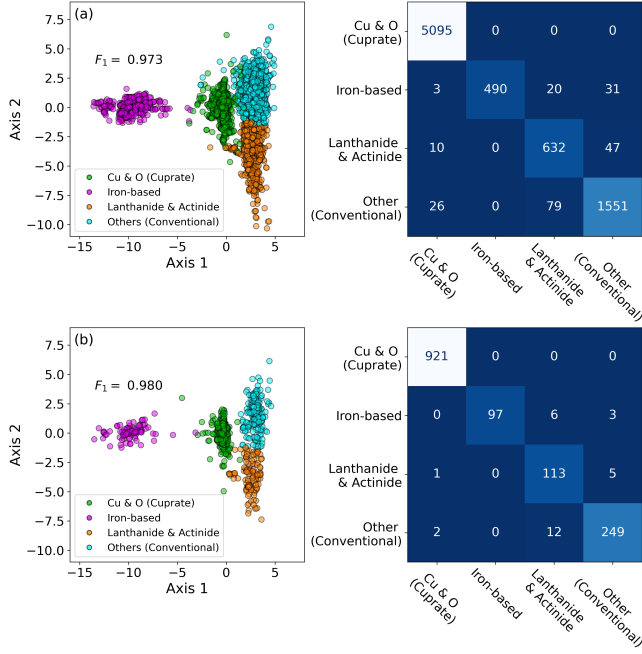 (a)
F₁ = 0.973
Axis 2
7.5
5.0
2.5
0.0
−2.5
−5.0
−7.5
−10.0
Cu & O (Cuprate)
Iron-based
Lanthanide & Actinide
Others (Conventional)
−15 −10 −5 0 5
Axis 1
Cu & O
(Cuprate)
5095 0 0 0
Iron-based
3 490 20 31
Lanthanide
& Actinide
10 0 632 47
Other
(Conventional)
26 0 79 1551
Cu & O
(Cuprate)
Iron-based
Lanthanide
& Actinide
Other
(Conventional)
(b)
F₁ = 0.980
Axis 2
7.5
5.0
2.5
0.0
−2.5
−5.0
−7.5
−10.0
Cu & O (Cuprate)
Iron-based
Lanthanide & Actinide
Others (Conventional)
−15 −10 −5 0 5
Axis 1
Cu & O
(Cuprate)
921 0 0 0
Iron-based
0 97 6 3
Lanthanide
& Actinide
1 0 113 5
Other
(Conventional)
2 0 12 249
Cu & O
(Cuprate)
Iron-based
Lanthanide
& Actinide
Other
(Conventional)